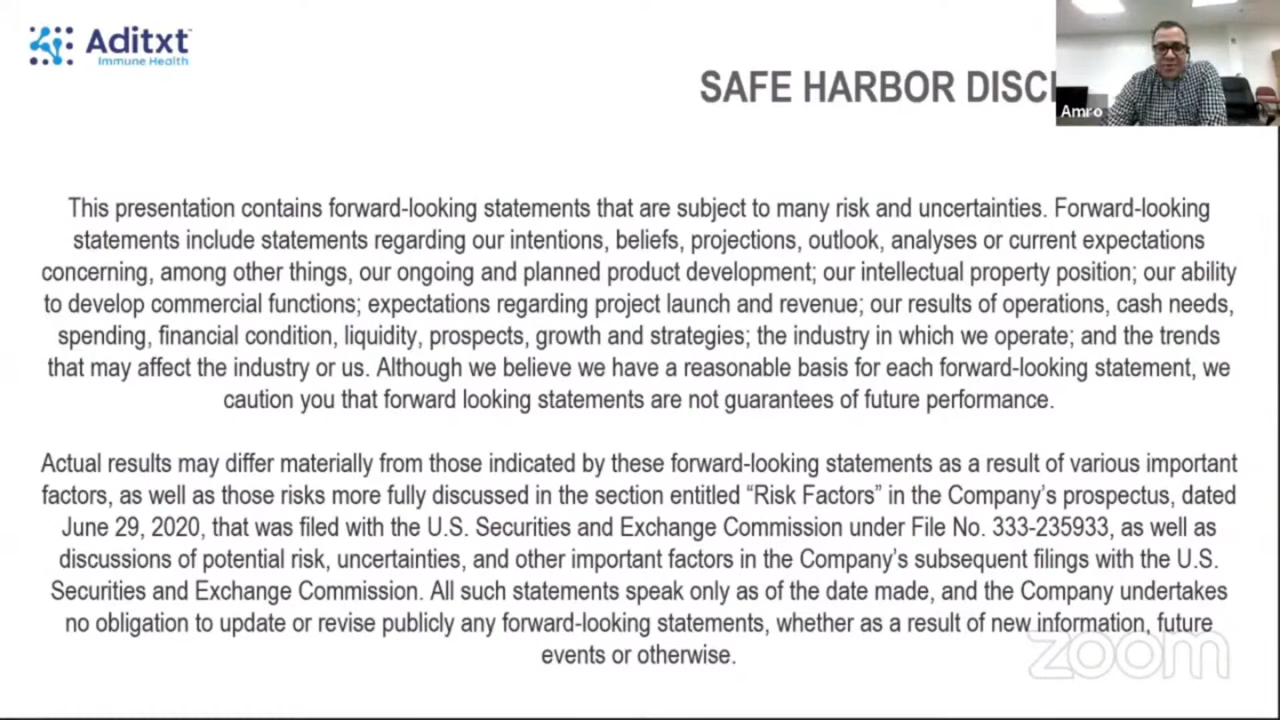 Aditxt
Immune Health
SAFE HARBOR DISC
Amro
This presentation contains forward-looking statements that are subject to many risk and uncertainties. Forward-looking
statements include statements regarding our intentions, beliefs, projections, outlook, analyses or current expectations
concerning, among other things, our ongoing and planned product development; our intellectual property position; our ability
to develop commercial functions; expectations regarding project launch and revenue; our results of operations, cash needs,
spending, financial condition, liquidity, prospects, growth and strategies; the industry in which we operate; and the trends
that may affect the industry or us. Although we believe we have a reasonable basis for each forward-looking statement, we
caution you that forward looking statements are not guarantees of future performance.
Actual results may differ materially from those indicated by these forward-looking statements as a result of various important
factors, as well as those risks more fully discussed in the section entitled “Risk Factors” in the Company’s prospectus, dated
June 29, 2020, that was filed with the U.S. Securities and Exchange Commission under File No. 333-235933, as well as
discussions of potential risk, uncertainties, and other important factors in the Company’s subsequent filings with the U.S.
Securities and Exchange Commission. All such statements speak only as of the date made, and the Company undertakes
no obligation to update or revise publicly any forward-looking statements, whether as a result of new information, future
events or otherwise.
zoom